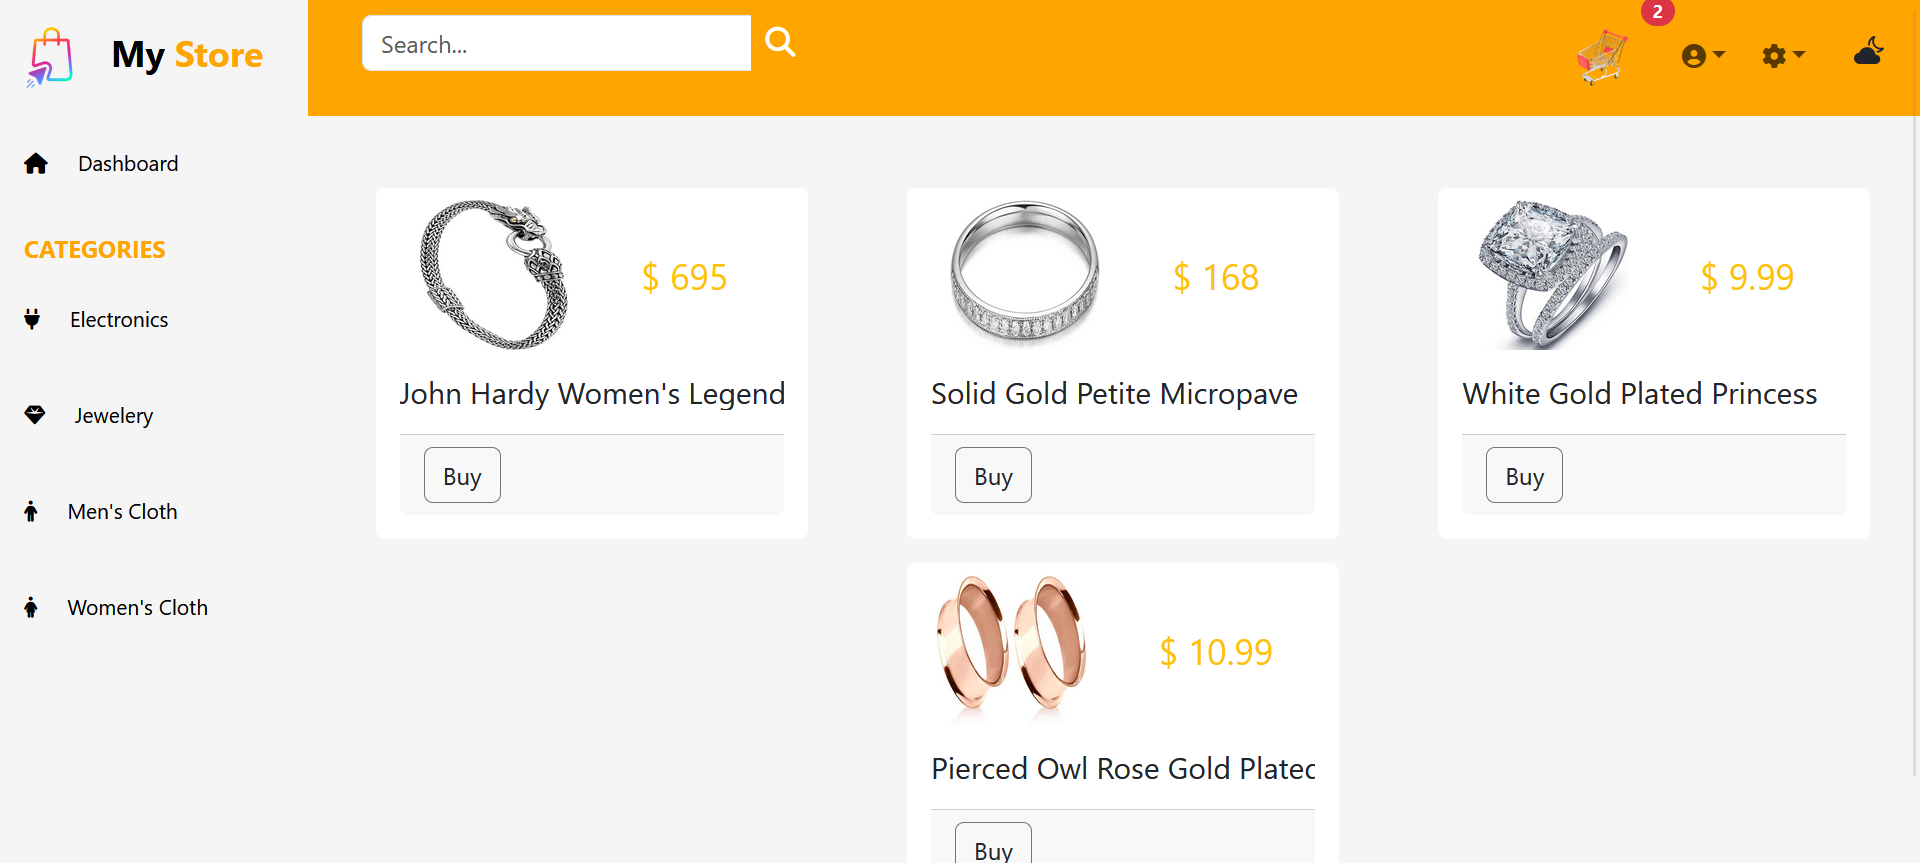 My Store
Search...
2
Dashboard
CATEGORIES
Electronics
Jewelery
Men's Cloth
Women's Cloth
$ 695
John Hardy Women's Legend
Buy
$ 168
Solid Gold Petite Micropave
Buy
$ 9.99
White Gold Plated Princess
Buy
$ 10.99
Pierced Owl Rose Gold Plated
Buy